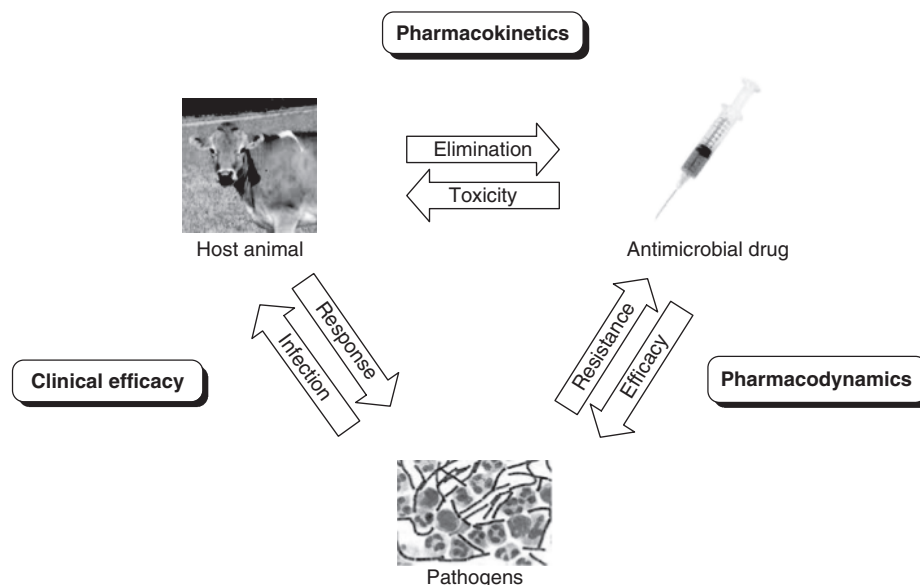 Pharmacokinetics
Elimination
Toxicity
Host animal
Antimicrobial drug
Response
Infection
Resistance
Efficacy
Clinical efficacy
Pharmacodynamics
Pathogens